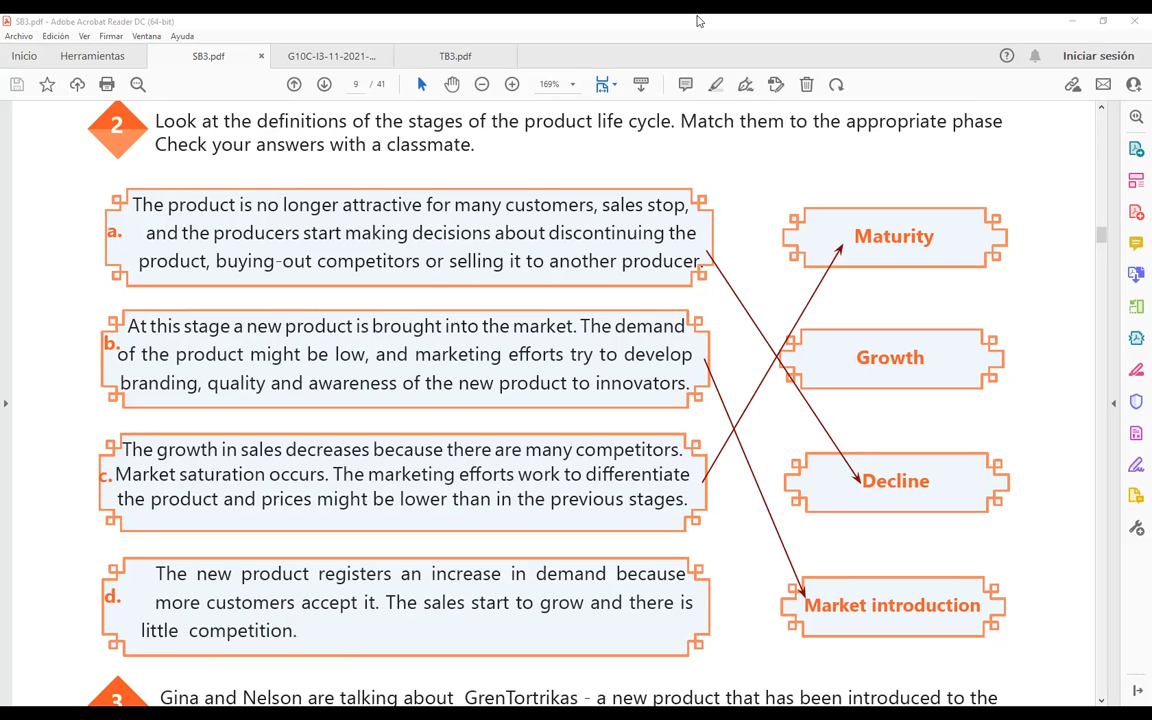 SB3.pdf - Adobe Acrobat Reader DC (64-bit)
Archivo Edición Ver Firmar Ventana Ayuda
Inicio Herramientas SB3.pdf × G10C-I3-11-2021-... TB3.pdf Iniciar sesión
9 / 41 169%
2
Look at the definitions of the stages of the product life cycle. Match them to the appropriate phase
Check your answers with a classmate.
a.
The product is no longer attractive for many customers, sales stop,
and the producers start making decisions about discontinuing the
product, buying-out competitors or selling it to another producer.
Maturity
b.
At this stage a new product is brought into the market. The demand
of the product might be low, and marketing efforts try to develop
branding, quality and awareness of the new product to innovators.
Growth
c.
The growth in sales decreases because there are many competitors.
Market saturation occurs. The marketing efforts work to differentiate
the product and prices might be lower than in the previous stages.
Decline
d.
The new product registers an increase in demand because
more customers accept it. The sales start to grow and there is
little competition.
Market introduction
3
Gina and Nelson are talking about GrenTortrikas - a new product that has been introduced to the